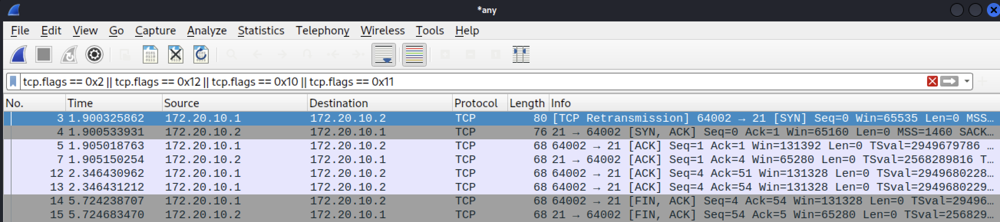 *any
File Edit View Go Capture Analyze Statistics Telephony Wireless Tools Help
tcp.flags == 0x2 || tcp.flags == 0x12 || tcp.flags == 0x10 || tcp.flags == 0x11
No. Time Source Destination Protocol Length Info
3 1.900325862 172.20.10.1 172.20.10.2 TCP 80 [TCP Retransmission] 64002 → 21 [SYN] Seq=0 Win=65535 Len=0 MSS…
4 1.900533931 172.20.10.2 172.20.10.1 TCP 76 21 → 64002 [SYN, ACK] Seq=0 Ack=1 Win=65160 Len=0 MSS=1460 SACK…
5 1.905018763 172.20.10.1 172.20.10.2 TCP 68 64002 → 21 [ACK] Seq=1 Ack=1 Win=131392 Len=0 TSval=2949679786 …
7 1.905150254 172.20.10.2 172.20.10.1 TCP 68 21 → 64002 [ACK] Seq=1 Ack=4 Win=65280 Len=0 TSval=2568289816 T…
12 2.346430962 172.20.10.1 172.20.10.2 TCP 68 64002 → 21 [ACK] Seq=4 Ack=51 Win=131328 Len=0 TSval=2949680228…
13 2.346431212 172.20.10.1 172.20.10.2 TCP 68 64002 → 21 [ACK] Seq=4 Ack=54 Win=131328 Len=0 TSval=2949680229…
14 5.724238707 172.20.10.1 172.20.10.2 TCP 68 64002 → 21 [FIN, ACK] Seq=4 Ack=54 Win=131328 Len=0 TSval=29496…
15 5.724683470 172.20.10.2 172.20.10.1 TCP 68 21 → 64002 [FIN, ACK] Seq=54 Ack=5 Win=65280 Len=0 TSval=256829…